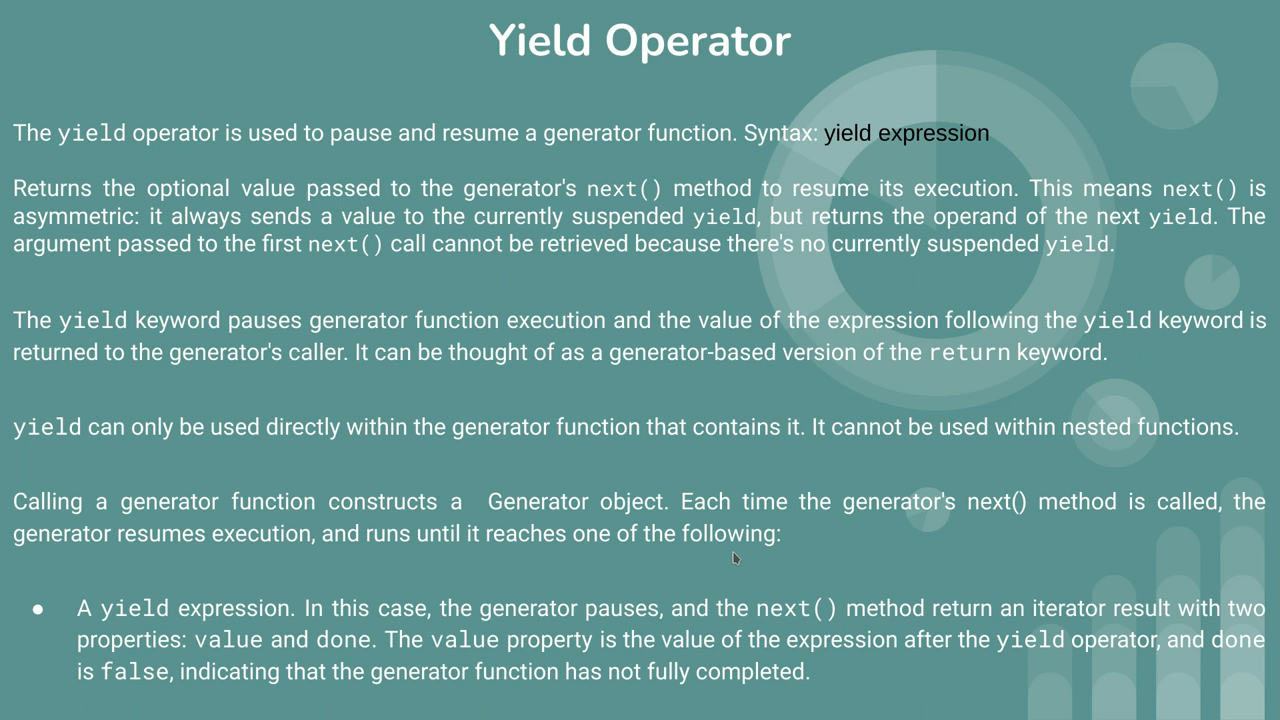 Yield Operator
The yield operator is used to pause and resume a generator function. Syntax: yield expression
Returns the optional value passed to the generator's next() method to resume its execution. This means next() is
asymmetric: it always sends a value to the currently suspended yield, but returns the operand of the next yield. The
argument passed to the first next() call cannot be retrieved because there's no currently suspended yield.
The yield keyword pauses generator function execution and the value of the expression following the yield keyword is
returned to the generator's caller. It can be thought of as a generator-based version of the return keyword.
yield can only be used directly within the generator function that contains it. It cannot be used within nested functions.
Calling a generator function constructs a Generator object. Each time the generator's next() method is called, the
generator resumes execution, and runs until it reaches one of the following:
● A yield expression. In this case, the generator pauses, and the next() method return an iterator result with two
properties: value and done. The value property is the value of the expression after the yield operator, and done
is false, indicating that the generator function has not fully completed.